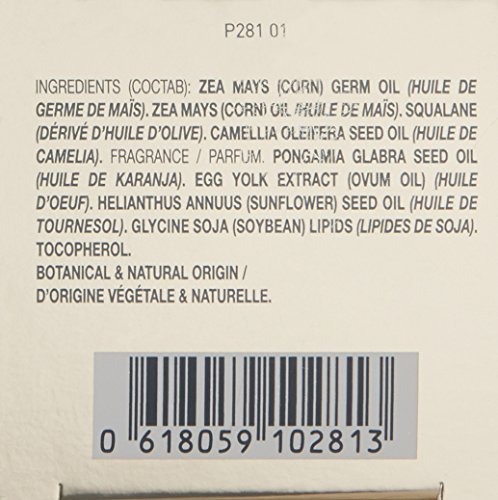 P281 01
INGREDIENTS (COCTAB): ZEA MAYS (CORN) GERM OIL (HUILE DE
GERME DE MAÏS). ZEA MAYS (CORN) OIL (HUILE DE MAÏS). SQUALANE
(DÉRIVÉ D'HUILE D'OLIVE). CAMELLIA OLEIFERA SEED OIL (HUILE DE
CAMELIA). FRAGRANCE / PARFUM. PONGAMIA GLABRA SEED OIL
(HUILE DE KARANJA). EGG YOLK EXTRACT (OVUM OIL) (HUILE
D'OEUF). HELIANTHUS ANNUUS (SUNFLOWER) SEED OIL (HUILE DE
TOURNESOL). GLYCINE SOJA (SOYBEAN) LIPIDS (LIPIDES DE SOJA).
TOCOPHEROL.
BOTANICAL & NATURAL ORIGIN /
D'ORIGINE VÉGÉTALE & NATURELLE.
0 618059 102813